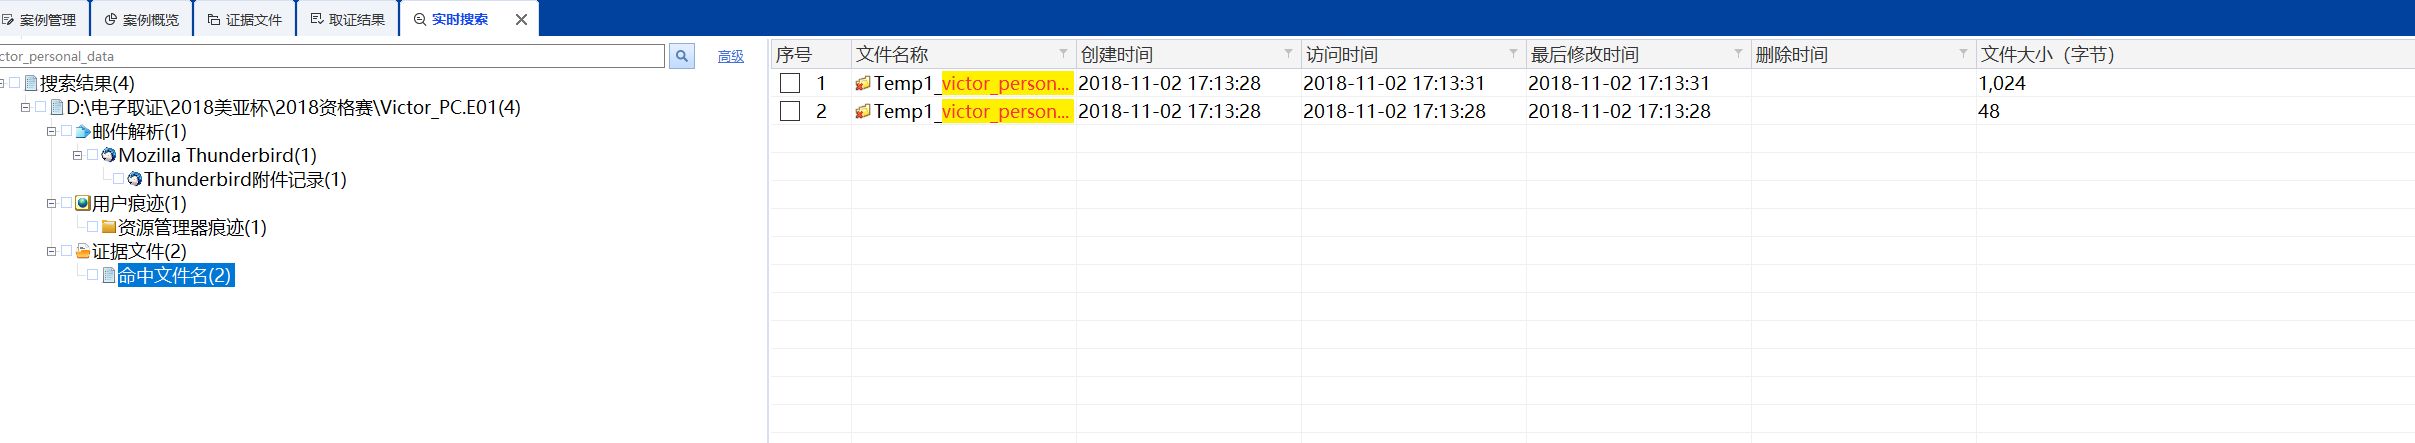 案例管理 案例概览 证据文件 取证结果 实时搜索
ctor_personal_data 高级
搜索结果(4)
D:\电子取证\2018美亚杯\2018资格赛\Victor_PC.E01(4)
邮件解析(1)
Mozilla Thunderbird(1)
Thunderbird附件记录(1)
用户痕迹(1)
资源管理器痕迹(1)
证据文件(2)
命中文件名(2)
序号 文件名称 创建时间 访问时间 最后修改时间 删除时间 文件大小（字节）
1 Temp1_victor_person... 2018-11-02 17:13:28 2018-11-02 17:13:31 2018-11-02 17:13:31 1,024
2 Temp1_victor_person... 2018-11-02 17:13:28 2018-11-02 17:13:28 2018-11-02 17:13:28 48